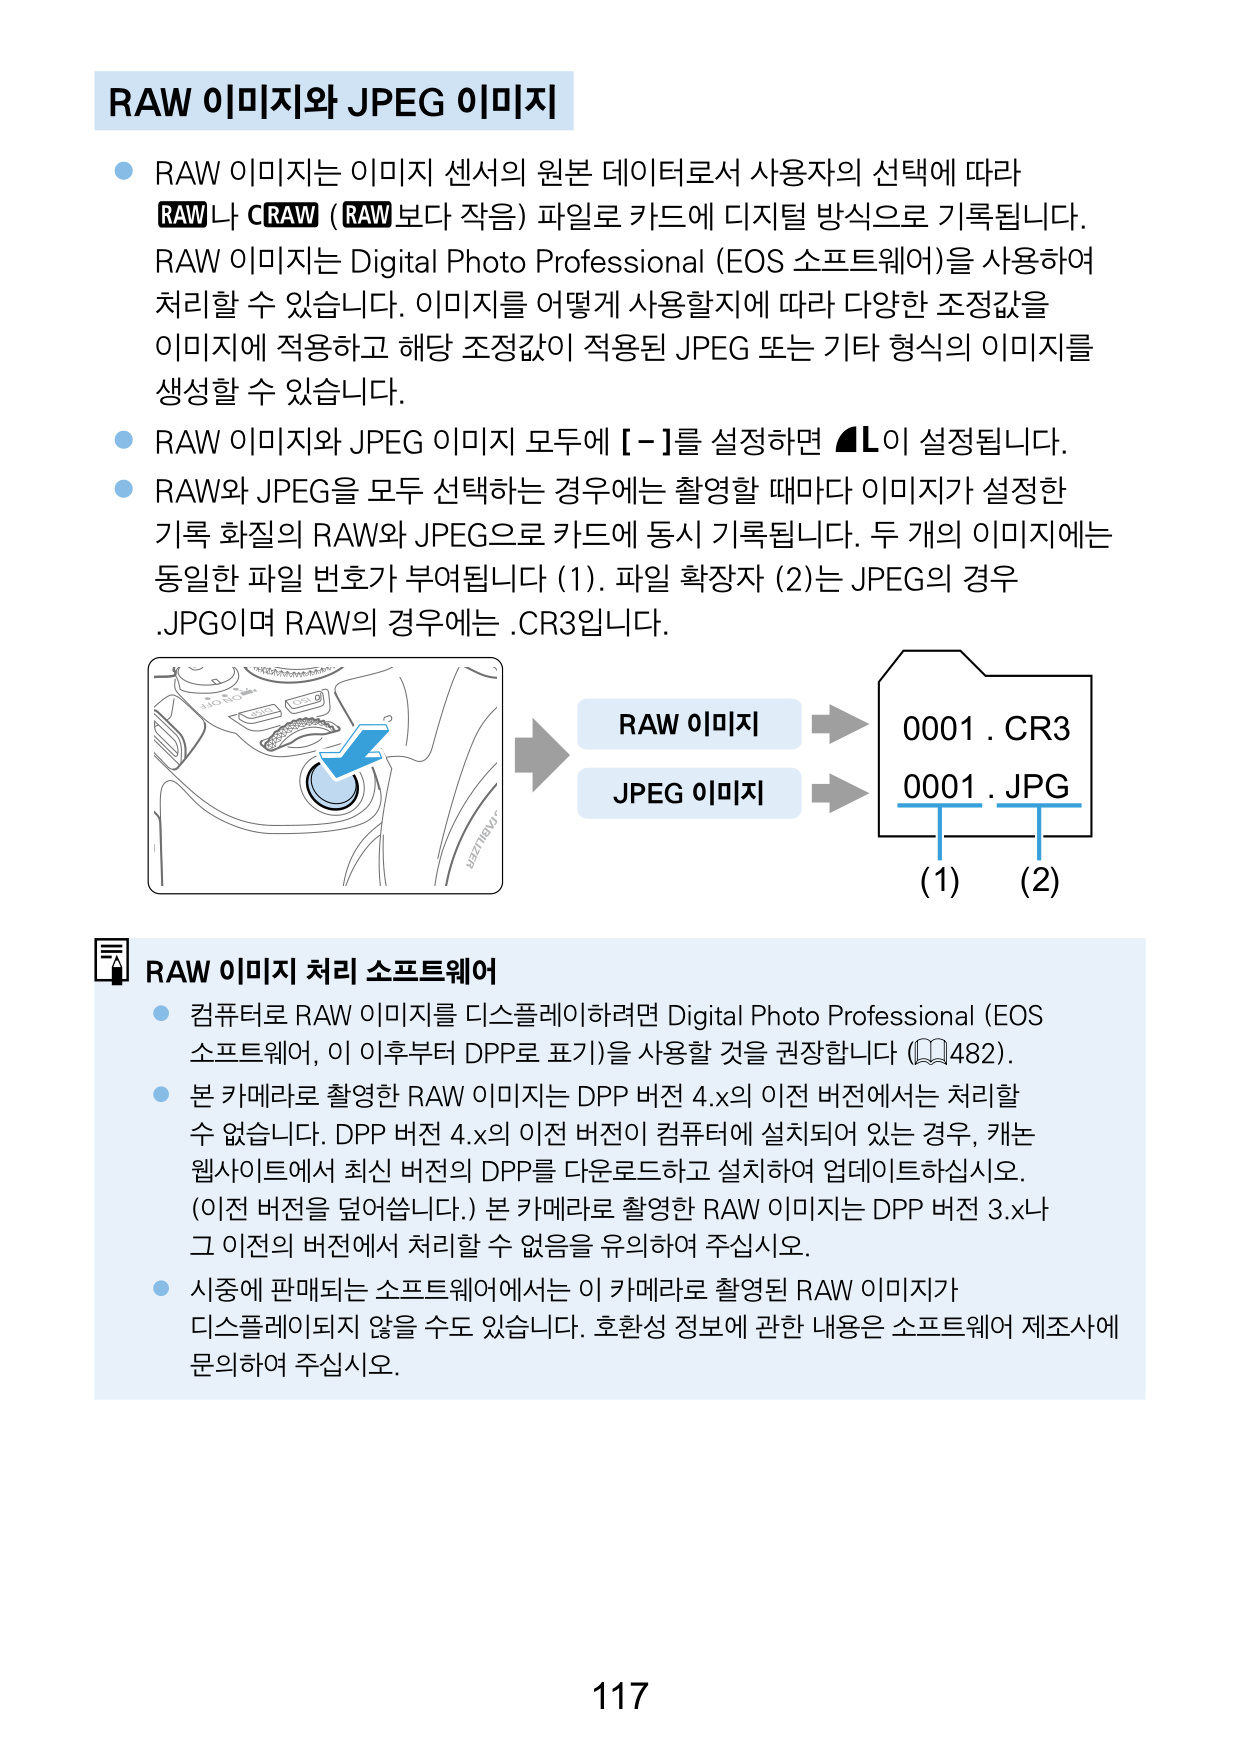 RAW 이미지와 JPEG 이미지
● RAW 이미지는 이미지 센서의 원본 데이터로서 사용자의 선택에 따라
RAW나 CRAW (RAW보다 작음) 파일로 카드에 디지털 방식으로 기록됩니다.
RAW 이미지는 Digital Photo Professional (EOS 소프트웨어)을 사용하여
처리할 수 있습니다. 이미지를 어떻게 사용할지에 따라 다양한 조정값을
이미지에 적용하고 해당 조정값이 적용된 JPEG 또는 기타 형식의 이미지를
생성할 수 있습니다.
● RAW 이미지와 JPEG 이미지 모두에 [ – ]를 설정하면 L이 설정됩니다.
● RAW와 JPEG을 모두 선택하는 경우에는 촬영할 때마다 이미지가 설정한
기록 화질의 RAW와 JPEG으로 카드에 동시 기록됩니다. 두 개의 이미지에는
동일한 파일 번호가 부여됩니다 (1). 파일 확장자 (2)는 JPEG의 경우
.JPG이며 RAW의 경우에는 .CR3입니다.
ON OFF
DISP
ISO
STABILIZER
RAW 이미지
JPEG 이미지
0001 . CR3
0001 . JPG
(1) (2)
RAW 이미지 처리 소프트웨어
● 컴퓨터로 RAW 이미지를 디스플레이하려면 Digital Photo Professional (EOS
소프트웨어, 이 이후부터 DPP로 표기)을 사용할 것을 권장합니다 (482).
● 본 카메라로 촬영한 RAW 이미지는 DPP 버전 4.x의 이전 버전에서는 처리할
수 없습니다. DPP 버전 4.x의 이전 버전이 컴퓨터에 설치되어 있는 경우, 캐논
웹사이트에서 최신 버전의 DPP를 다운로드하고 설치하여 업데이트하십시오.
(이전 버전을 덮어씁니다.) 본 카메라로 촬영한 RAW 이미지는 DPP 버전 3.x나
그 이전의 버전에서 처리할 수 없음을 유의하여 주십시오.
● 시중에 판매되는 소프트웨어에서는 이 카메라로 촬영된 RAW 이미지가
디스플레이되지 않을 수도 있습니다. 호환성 정보에 관한 내용은 소프트웨어 제조사에
문의하여 주십시오.
117